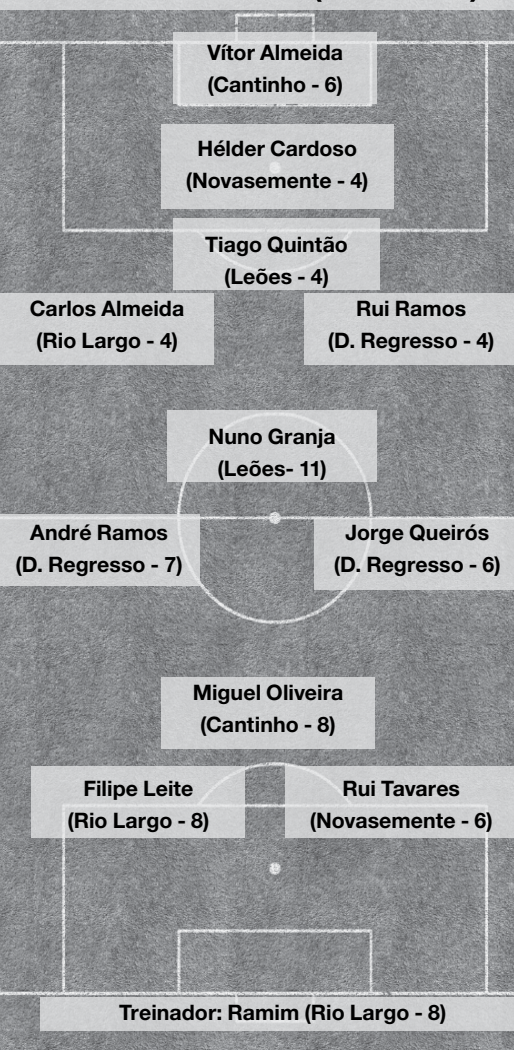 Vítor Almeida
(Cantinho - 6)
Hélder Cardoso
(Novasemente - 4)
Tiago Quintão
(Leões - 4)
Carlos Almeida
(Rio Largo - 4)
Rui Ramos
(D. Regresso - 4)
Nuno Granja
(Leões- 11)
André Ramos
(D. Regresso - 7)
Jorge Queirós
(D. Regresso - 6)
Miguel Oliveira
(Cantinho - 8)
Filipe Leite
(Rio Largo - 8)
Rui Tavares
(Novasemente - 6)
Treinador: Ramim (Rio Largo - 8)